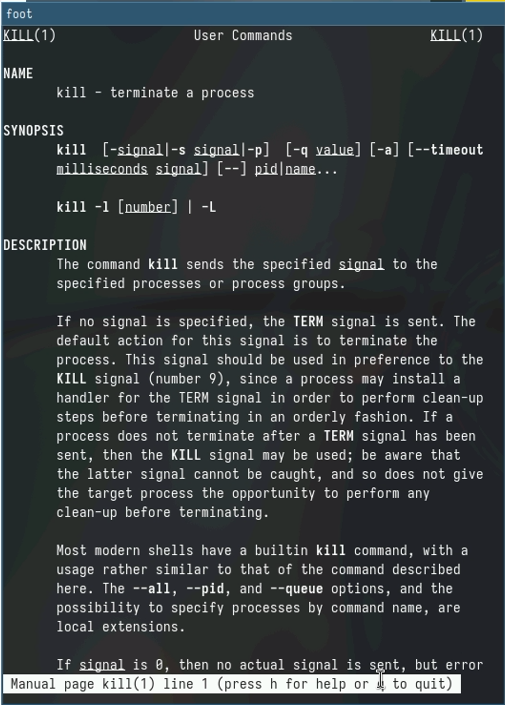 foot
KILL(1) User Commands KILL(1)
NAME
kill - terminate a process
SYNOPSIS
kill [-signal|-s signal|-p] [-q value] [-a] [--timeout
milliseconds signal] [--] pid|name...
kill -l [number] | -L
DESCRIPTION
The command kill sends the specified signal to the
specified processes or process groups.
If no signal is specified, the TERM signal is sent. The
default action for this signal is to terminate the
process. This signal should be used in preference to the
KILL signal (number 9), since a process may install a
handler for the TERM signal in order to perform clean-up
steps before terminating in an orderly fashion. If a
process does not terminate after a TERM signal has been
sent, then the KILL signal may be used; be aware that
the latter signal cannot be caught, and so does not give
the target process the opportunity to perform any
clean-up before terminating.
Most modern shells have a builtin kill command, with a
usage rather similar to that of the command described
here. The --all, --pid, and --queue options, and the
possibility to specify processes by command name, are
local extensions.
If signal is 0, then no actual signal is sent, but error
Manual page kill(1) line 1 (press h for help or to quit)